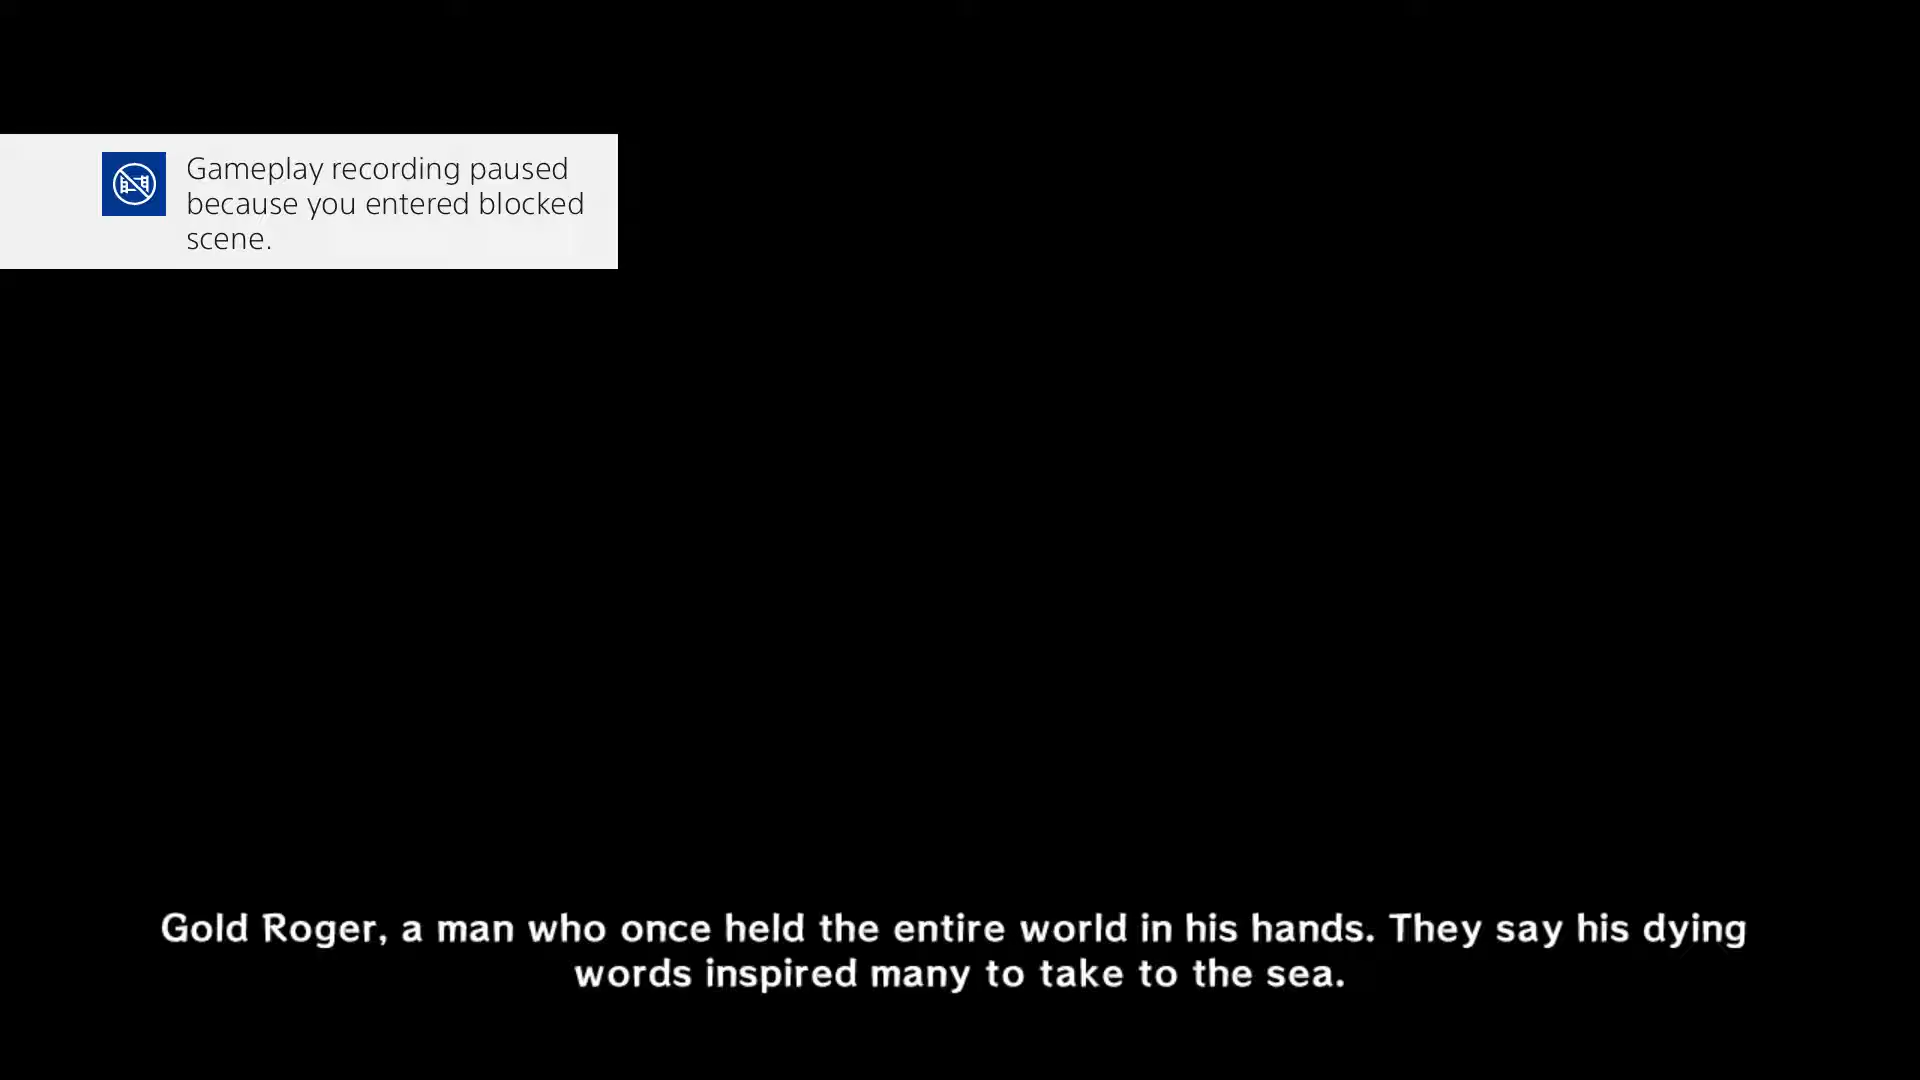 Gameplay recording paused
because you entered blocked
scene.
Gold Roger, a man who once held the entire world in his hands. They say his dying
words inspired many to take to the sea.